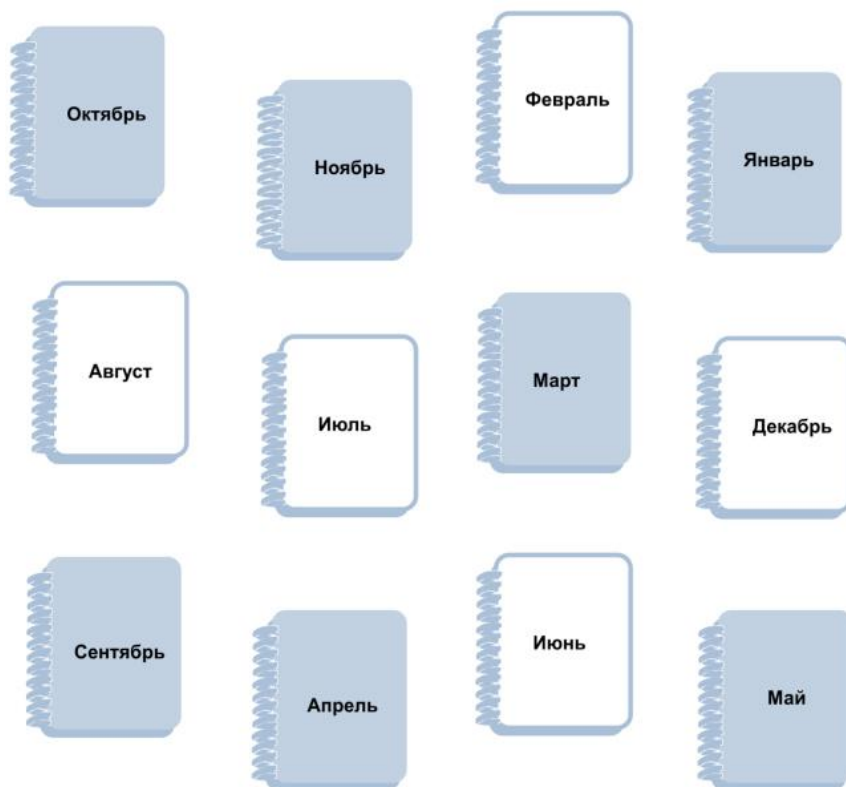 Октябрь
Ноябрь
Февраль
Январь
Август
Июль
Март
Декабрь
Сентябрь
Апрель
Июнь
Май